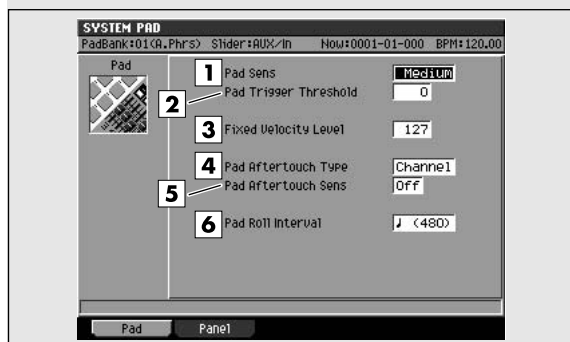 SYSTEM PAD
PadBank:01(A.Phrs) Slider:AUX/In Now:0001-01-000 BPM:120.00
Pad
1 Pad Sens Medium
2 Pad Trigger Threshold 0
3 Fixed Velocity Level 127
4 Pad Aftertouch Type Channel
5 Pad Aftertouch Sens Off
6 Pad Roll Interval ♩ (480)
Pad Panel